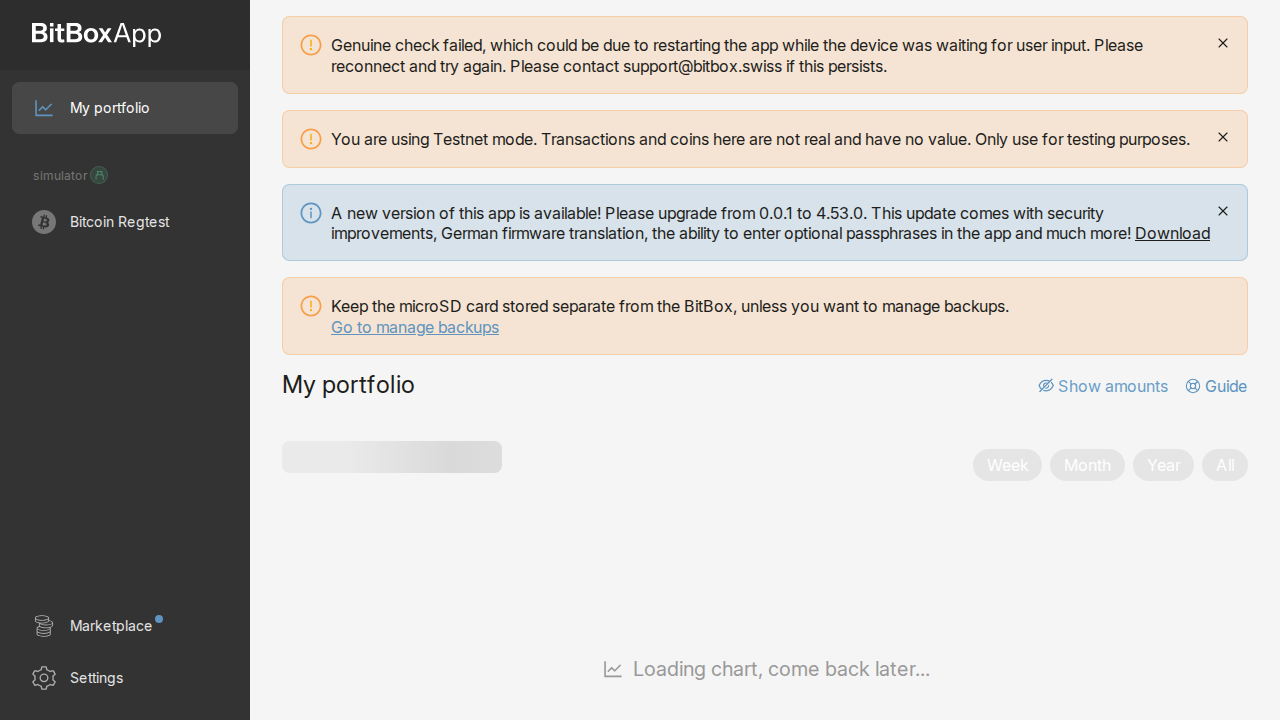 BitBoxApp
My portfolio
simulator
Bitcoin Regtest
Marketplace
Settings
Genuine check failed, which could be due to restarting the app while the device was waiting for user input. Please
reconnect and try again. Please contact support@bitbox.swiss if this persists.
You are using Testnet mode. Transactions and coins here are not real and have no value. Only use for testing purposes.
A new version of this app is available! Please upgrade from 0.0.1 to 4.53.0. This update comes with security
improvements, German firmware translation, the ability to enter optional passphrases in the app and much more! Download
Keep the microSD card stored separate from the BitBox, unless you want to manage backups.
Go to manage backups
My portfolio
Show amounts
Guide
Week
Month
Year
All
Loading chart, come back later...